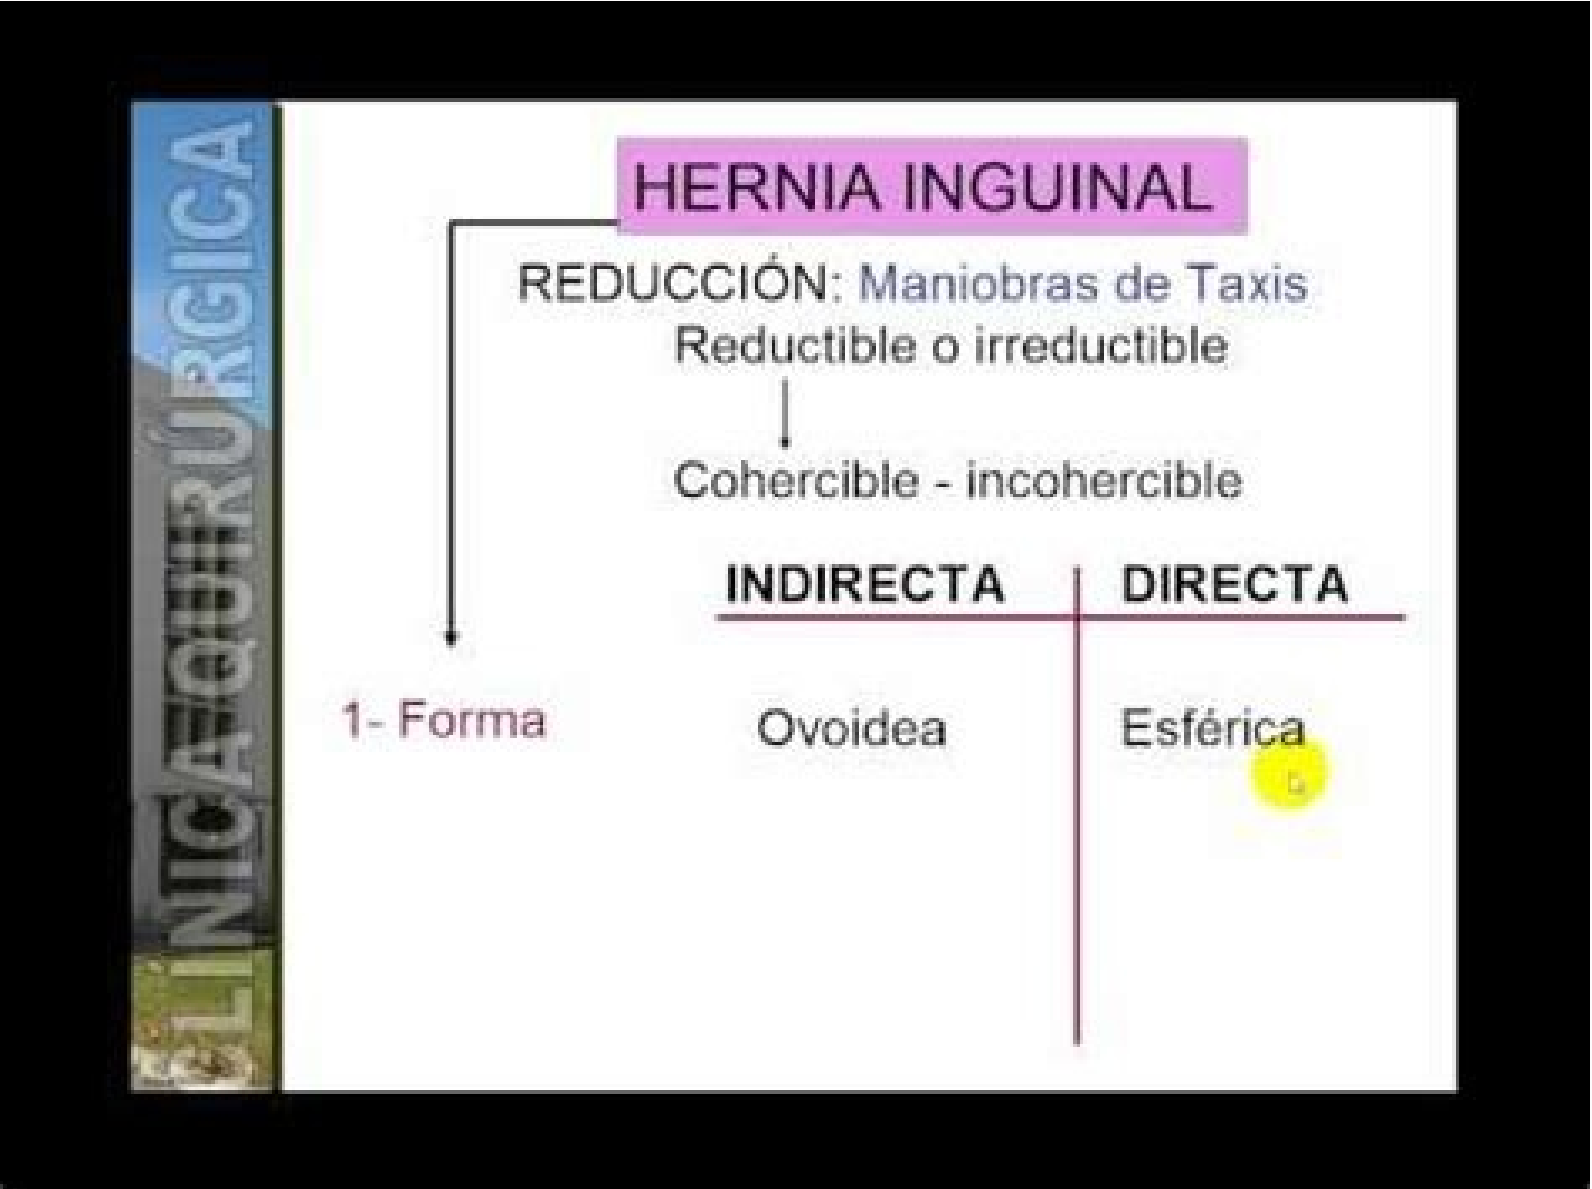 CLÍNICA QUIRÚRGICA
HERNIA INGUINAL
REDUCCIÓN: Maniobras de Taxis
Reductible o irreductible
Cohercible - incohercible
INDIRECTA DIRECTA
1- Forma Ovoidea Esférica